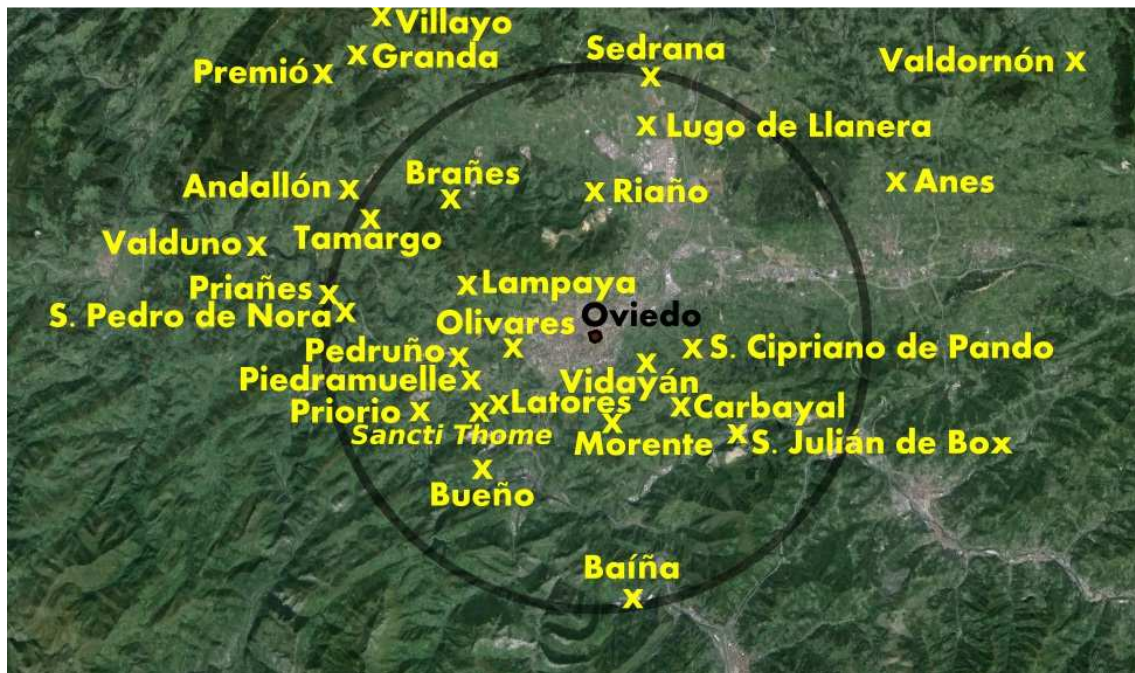 Villayo
Granda
Sedrana
Valdornón
Premió
Lugo de Llanera
Brañes
Andallón
Riaño
Anes
Tamargo
Valduno
Lampaya
Priañes
S. Pedro de Nora
Olivares
Oviedo
Pedruño
S. Cipriano de Pando
Piedramuelle
Vidayán
Priorio
Latores
Carbayal
Sancti Thome
Morente
S. Julián de Box
Bueño
Baíña